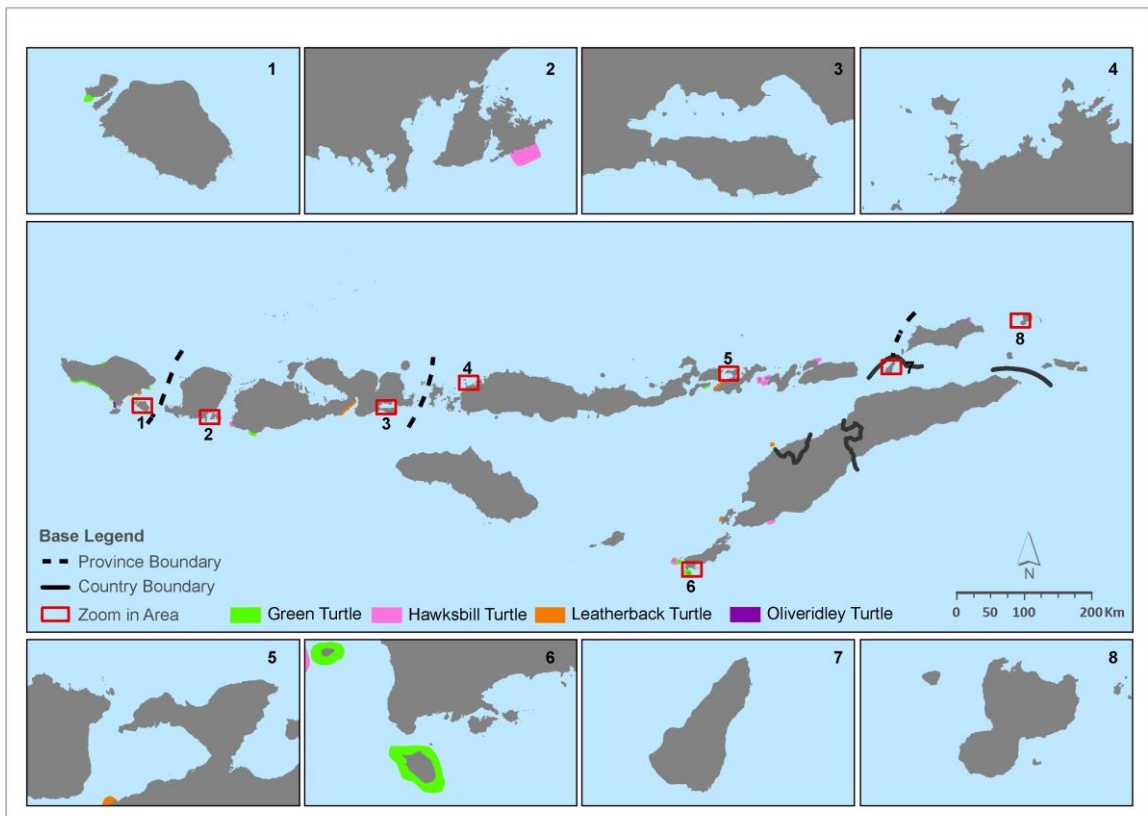 1
2
3
4
1
2
3
4
5
6
7
8
Base Legend
Province Boundary
Country Boundary
Zoom in Area
Green Turtle
Hawksbill Turtle
Leatherback Turtle
Oliveridley Turtle
N
0 50 100 200 Km
5
6
7
8